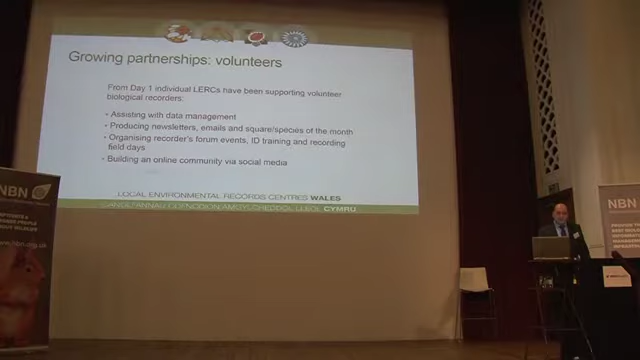 Growing partnerships: volunteers
From Day 1 individual LERCs have been supporting volunteer
biological recorders:
- Assisting with data management
- Producing newsletters, emails and square/species of the month
- Organising recorder's forum events, ID training and recording
field days
- Building an online community via social media
LOCAL ENVIRONMENTAL RECORDS CENTRES WALES
CYMRU
NBN
www.nbn.org.uk
NBN